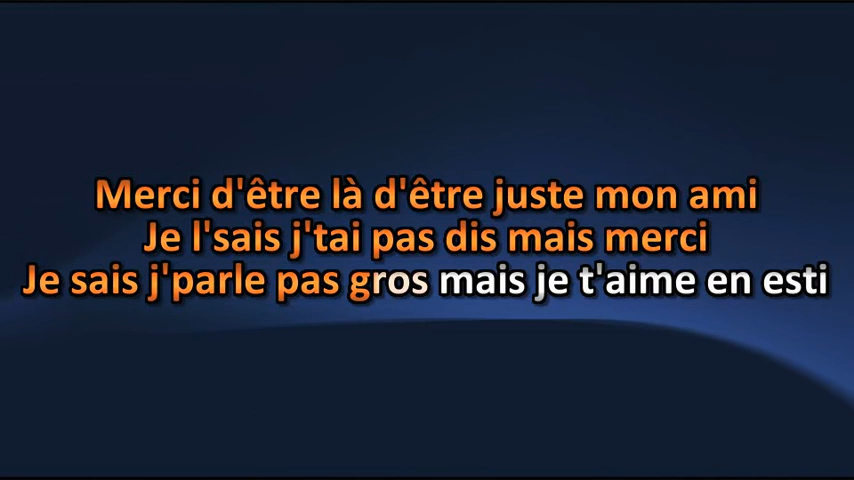 Merci d'être là d'être juste mon ami
Je l'sais j'tai pas dis mais merci
Je sais j'parle pas gros mais je t'aime en esti